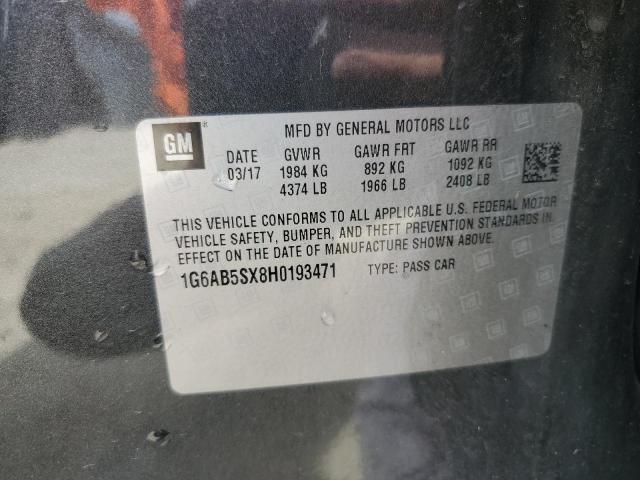 GM
MFD BY GENERAL MOTORS LLC
DATE GVWR GAWR FRT GAWR RR
03/17 1984 KG 892 KG 1092 KG
4374 LB 1966 LB 2408 LB
THIS VEHICLE CONFORMS TO ALL APPLICABLE U.S. FEDERAL MOTOR
VEHICLE SAFETY, BUMPER, AND THEFT PREVENTION STANDARDS IN
EFFECT ON THE DATE OF MANUFACTURE SHOWN ABOVE.
1G6AB5SX8H0193471 TYPE: PASS CAR